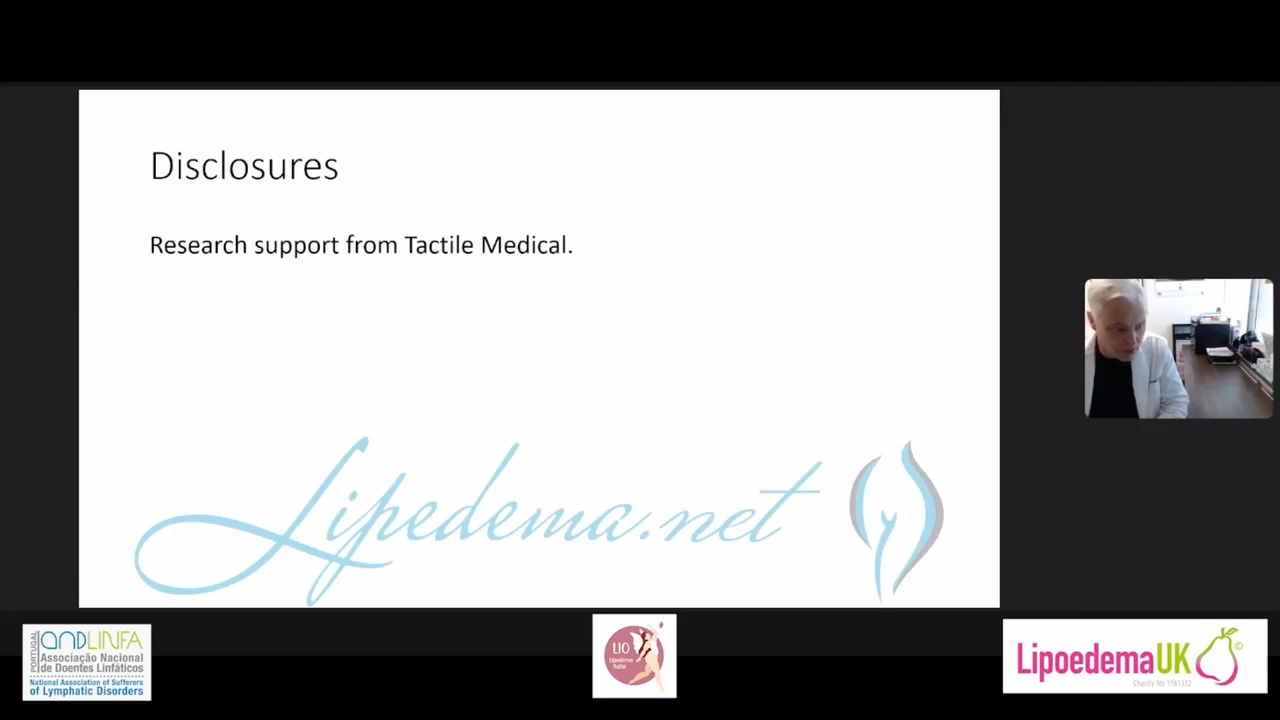 Disclosures
Research support from Tactile Medical.
Lipedema.net
PORTUGAL
ANDLINFA
Associação Nacional
de Doentes Linfáticos
National Association of Sufferers
of Lymphatic Disorders
LIO
Lipedema
Italia
LipoedemaUK
©
Charity No 1161312